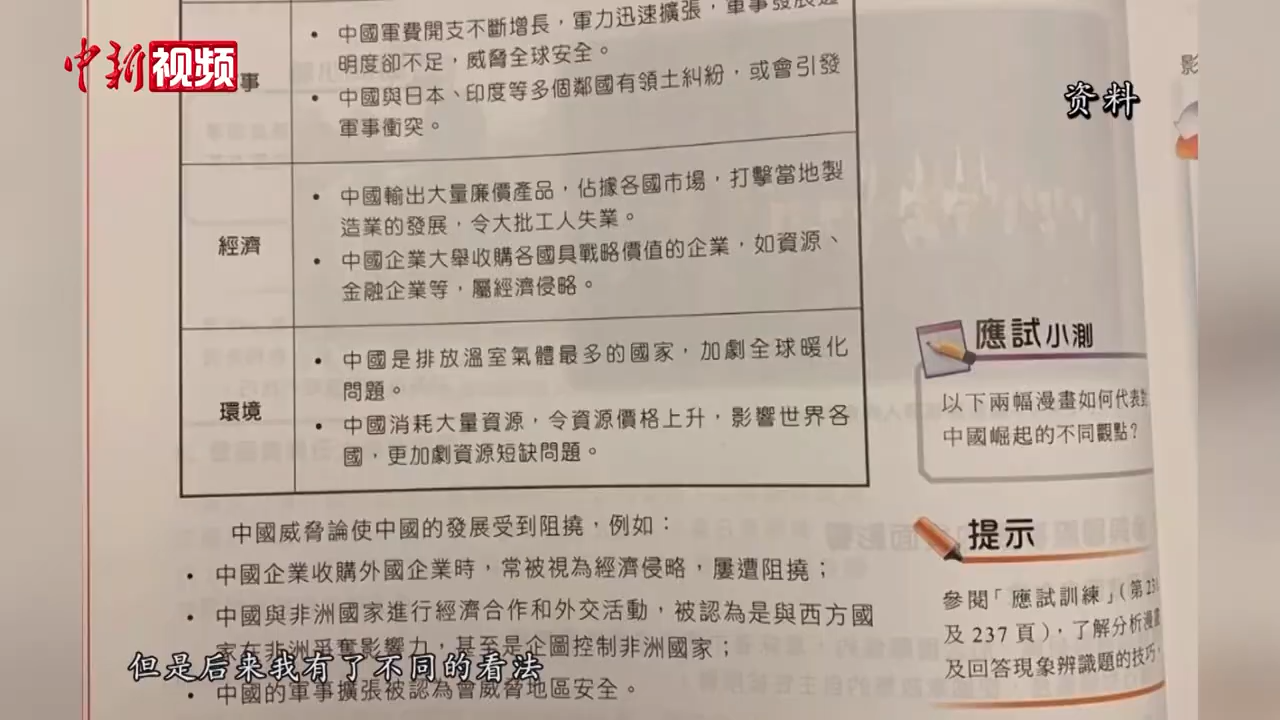 中新视频
资料
中國軍費開支不斷增長，軍力迅速擴張，軍事發展透
明度卻不足，威脅全球安全。
中國與日本、印度等多個鄰國有領土糾紛，或會引發
軍事衝突。
事
中國輸出大量廉價產品，佔據各國市場，打擊當地製
造業的發展，令大批工人失業。
經濟
中國企業大舉收購各國具戰略價值的企業，如資源、
金融企業等，屬經濟侵略。
中國是排放溫室氣體最多的國家，加劇全球暖化
問題。
環境
中國消耗大量資源，令資源價格上升，影響世界各
國，更加劇資源短缺問題。
中國威脅論使中國的發展受到阻撓，例如：
中國企業收購外國企業時，常被視為經濟侵略，屢遭阻撓；
中國與非洲國家進行經濟合作和外交活動，被認為是與西方國
家在非洲爭奪影響力，甚至是企圖控制非洲國家；
中國的軍事擴張被認為會威脅地區安全。
影
應試小測
以下兩幅漫畫如何代表對
中國崛起的不同觀點？
提示
參閱「應試訓練」（第23
及237頁），了解分析漫畫
及回答現象辨識題的技巧。
但是后来我有了不同的看法